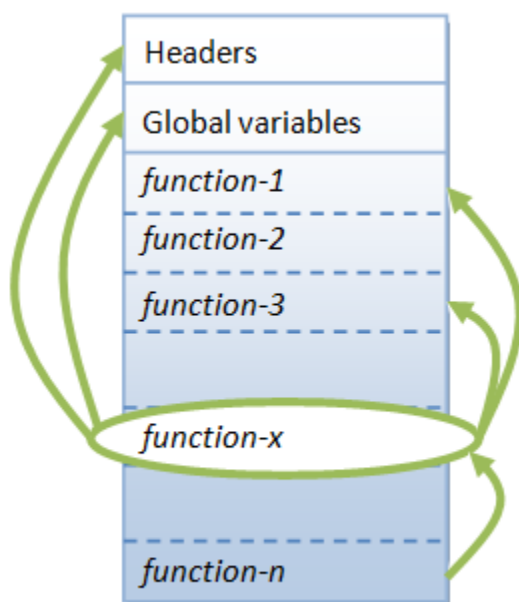 Headers
Global variables
function-1
function-2
function-3
function-x
function-n